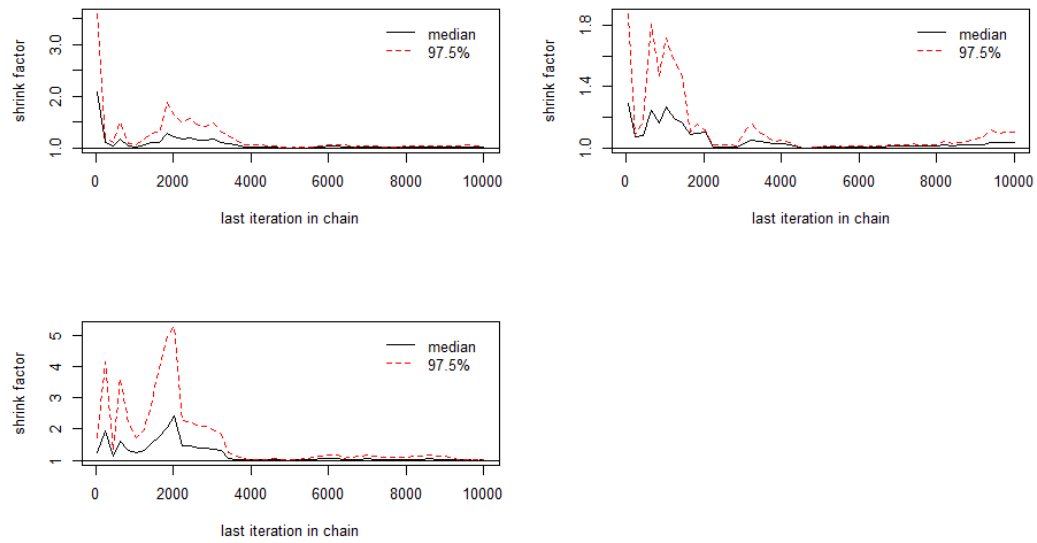 shrink factor
3.0
2.0
1.0
median
97.5%
0 2000 4000 6000 8000 10000
last iteration in chain
shrink factor
1.8
1.4
1.0
median
97.5%
0 2000 4000 6000 8000 10000
last iteration in chain
shrink factor
5
4
3
2
1
median
97.5%
0 2000 4000 6000 8000 10000
last iteration in chain